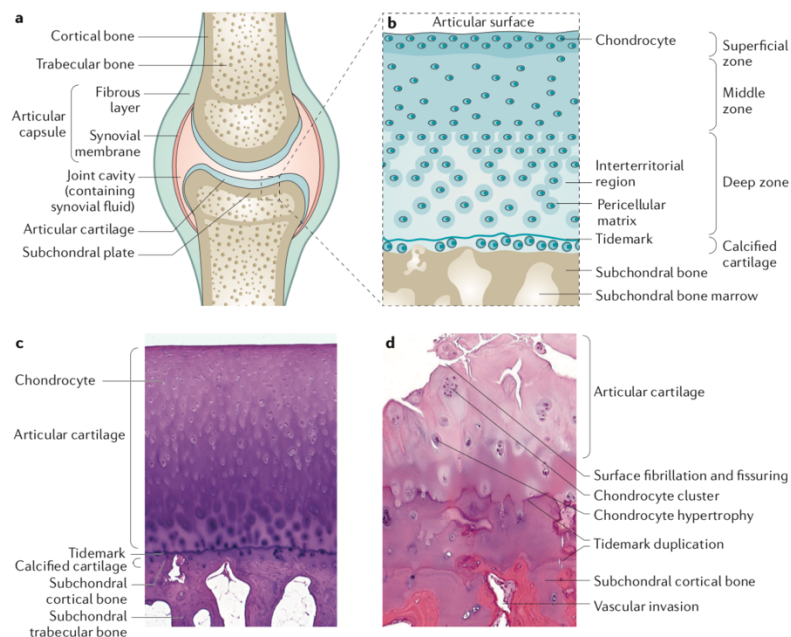 a
Cortical bone
Trabecular bone
Fibrous
layer
Articular
capsule
Synovial
membrane
Joint cavity
(containing
synovial fluid)
Articular cartilage
Subchondral plate
b
Articular surface
Chondrocyte
Superficial
zone
Middle
zone
Interterritorial
region
Deep zone
Pericellular
matrix
Tidemark
Calcified
cartilage
Subchondral bone
Subchondral bone marrow
c
Chondrocyte
Articular cartilage
Tidemark
Calcified cartilage
Subchondral
cortical bone
Subchondral
trabecular bone
d
Articular cartilage
Surface fibrillation and fissuring
Chondrocyte cluster
Chondrocyte hypertrophy
Tidemark duplication
Subchondral cortical bone
Vascular invasion